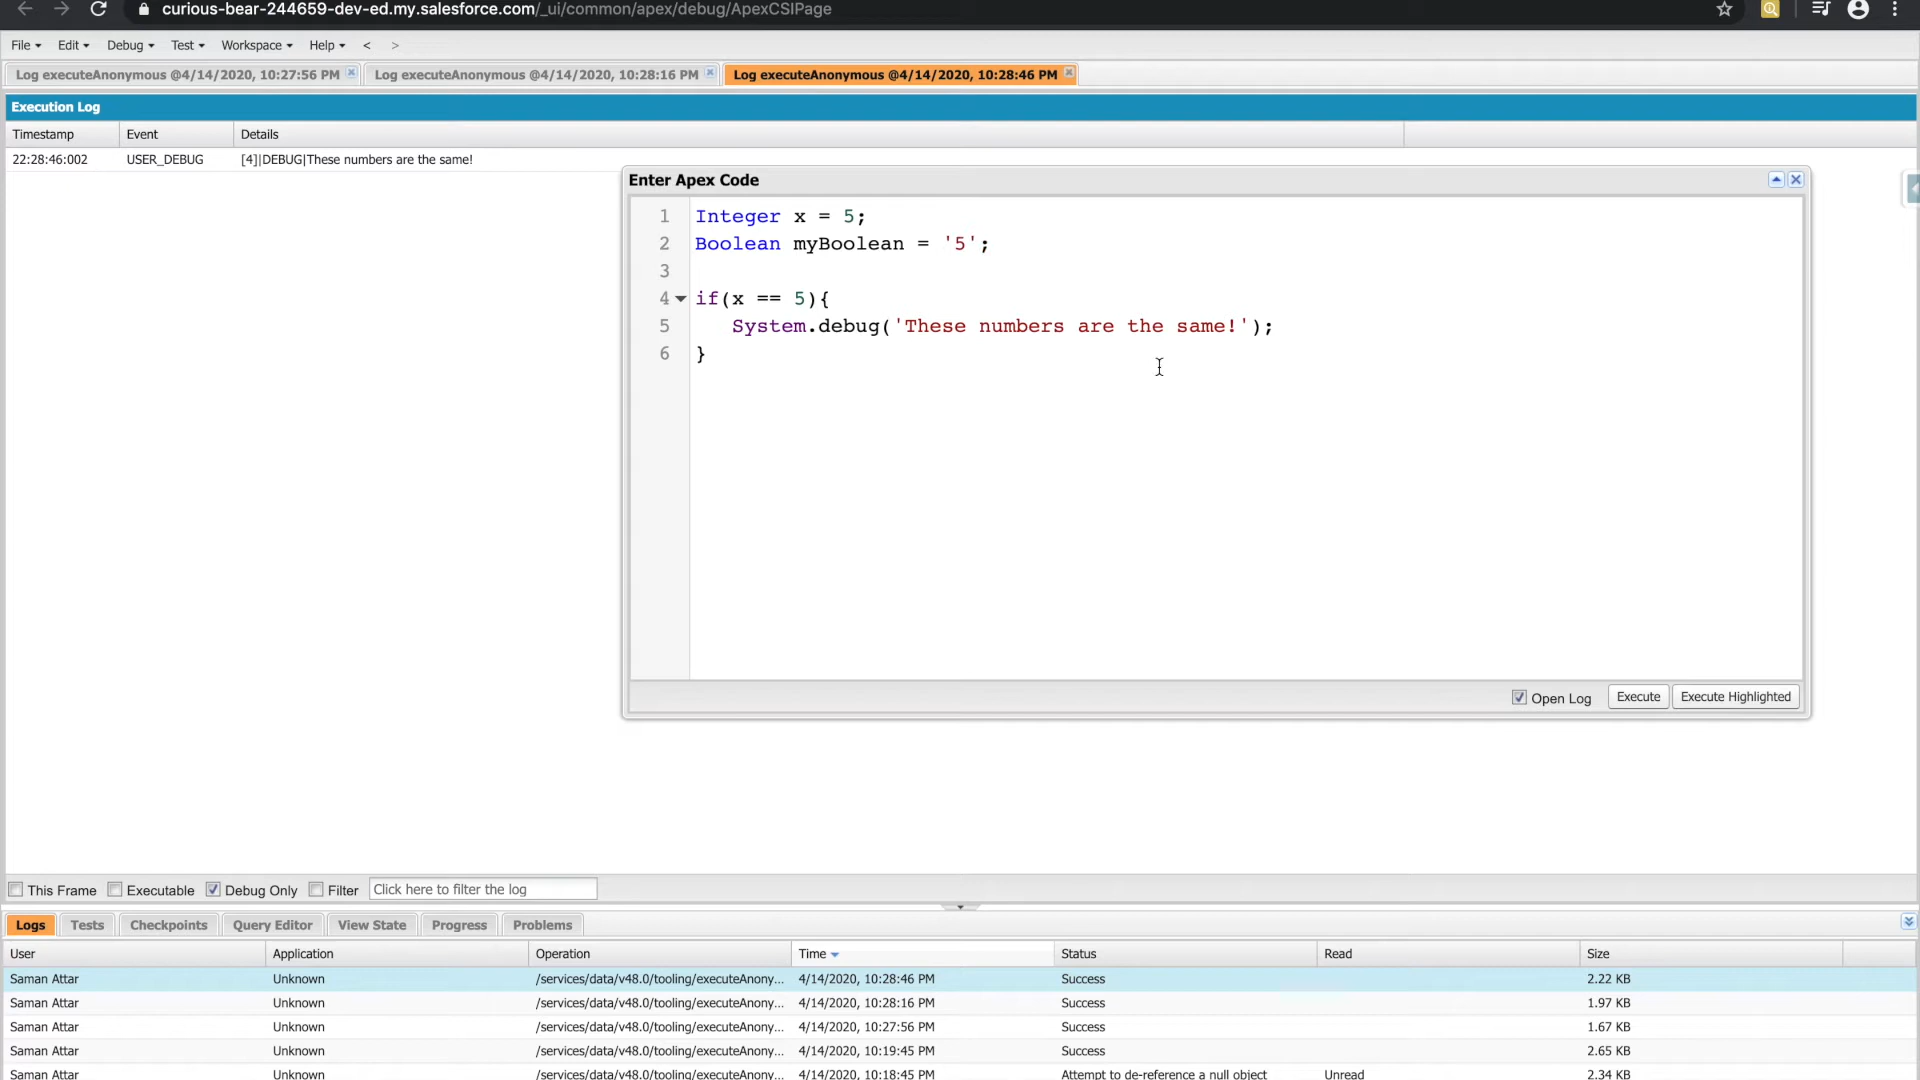 curious-bear-244659-dev-ed.my.salesforce.com/_ui/common/apex/debug/ApexCSIPage
File Edit Debug Test Workspace Help < >
Log executeAnonymous @4/14/2020, 10:27:56 PM Log executeAnonymous @4/14/2020, 10:28:16 PM Log executeAnonymous @4/14/2020, 10:28:46 PM
Execution Log
Timestamp Event Details
22:28:46:002 USER_DEBUG [4]|DEBUG|These numbers are the same!
Enter Apex Code
1 Integer x = 5;
2 Boolean myBoolean = '5';
3
4 if(x == 5){
5 System.debug('These numbers are the same!');
6 }
Open Log Execute Execute Highlighted
This Frame Executable Debug Only Filter Click here to filter the log
Logs Tests Checkpoints Query Editor View State Progress Problems
User Application Operation Time Status Read Size
Saman Attar Unknown /services/data/v48.0/tooling/executeAnony... 4/14/2020, 10:28:46 PM Success 2.22 KB
Saman Attar Unknown /services/data/v48.0/tooling/executeAnony... 4/14/2020, 10:28:16 PM Success 1.97 KB
Saman Attar Unknown /services/data/v48.0/tooling/executeAnony... 4/14/2020, 10:27:56 PM Success 1.67 KB
Saman Attar Unknown /services/data/v48.0/tooling/executeAnony... 4/14/2020, 10:19:45 PM Success 2.65 KB
Saman Attar Unknown /services/data/v48.0/tooling/executeAnony... 4/14/2020, 10:18:45 PM Attempt to de-reference a null object Unread 2.34 KB